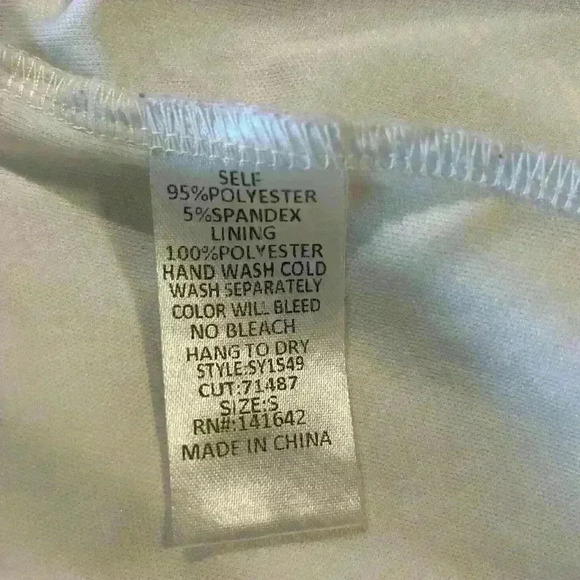 SELF
95%POLYESTER
5%SPANDEX
LINING
100%POLYESTER
HAND WASH COLD
WASH SEPARATELY
COLOR WILL BLEED
NO BLEACH
HANG TO DRY
STYLE:SY1549
CUT:71487
SIZE:S
RN#:141642
MADE IN CHINA